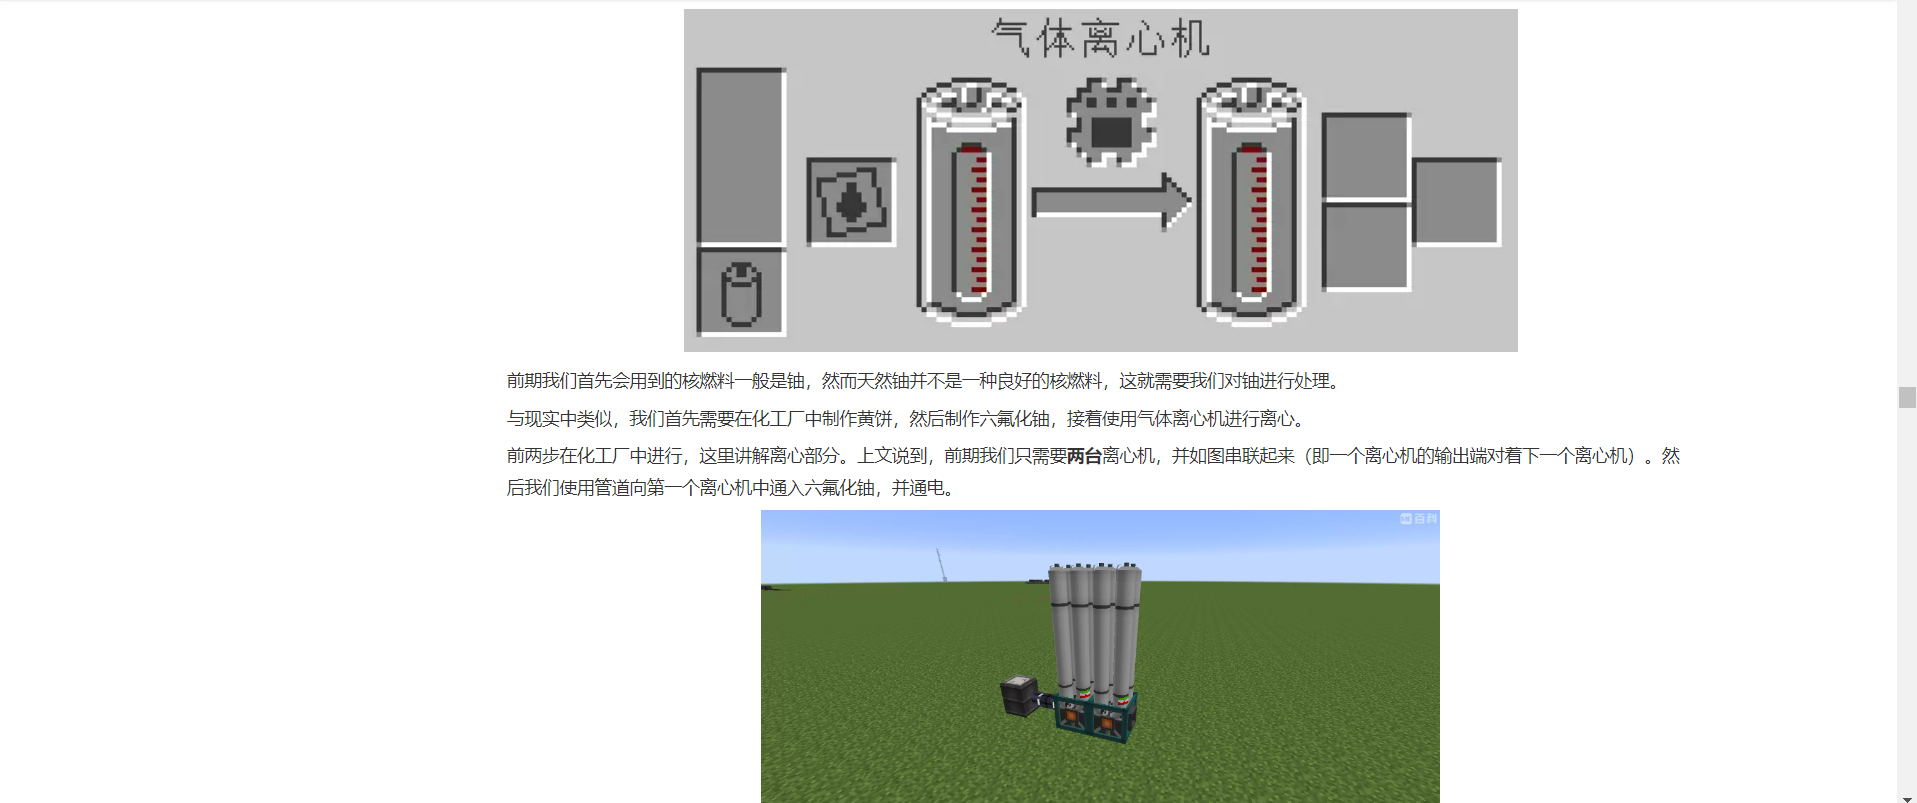 气体离心机
前期我们首先会用到的核燃料一般是铀，然而天然铀并不是一种良好的核燃料，这就需要我们对铀进行处理。
与现实中类似，我们首先需要在化工厂中制作黄饼，然后制作六氟化铀，接着使用气体离心机进行离心。
前两步在化工厂中进行，这里讲解离心部分。上文说到，前期我们只需要两台离心机，并如图串联起来（即一个离心机的输出端对着下一个离心机）。然
后我们使用管道向第一个离心机中通入六氟化铀，并通电。
MC百科